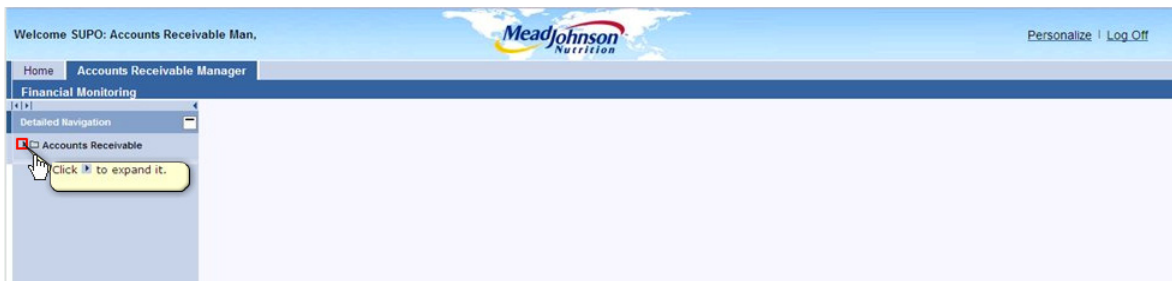 Welcome SUPO: Accounts Receivable Man,
MeadJohnson
Nutrition
Personalize | Log Off
Home Accounts Receivable Manager
Financial Monitoring
Detailed Navigation
Accounts Receivable
Click to expand it.